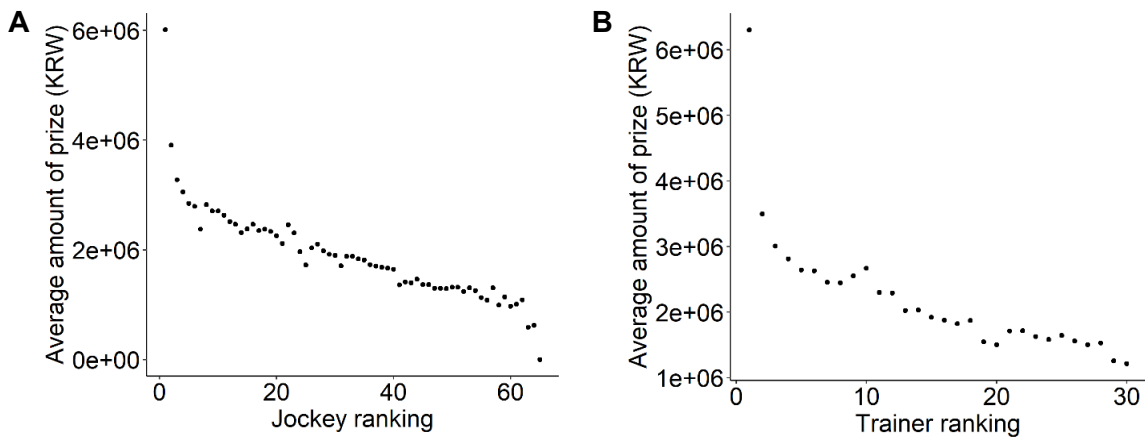 A
Average amount of prize (KRW)
6e+06
4e+06
2e+06
0e+00
0
20
40
60
Jockey ranking
B
Average amount of prize (KRW)
6e+06
5e+06
4e+06
3e+06
2e+06
1e+06
0
10
20
30
Trainer ranking